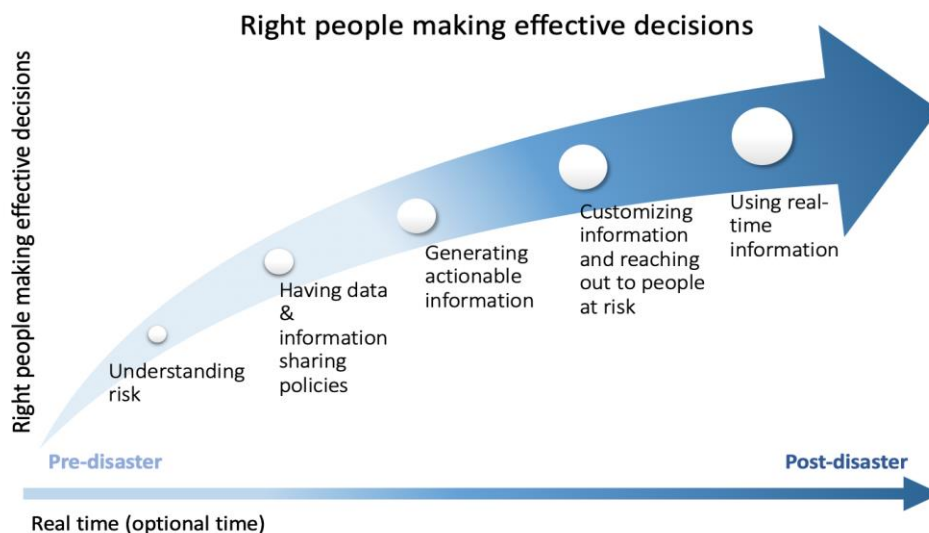 Right people making effective decisions
Right people making effective decisions
Understanding
risk
Having data
&
information
sharing
policies
Generating
actionable
information
Customizing
information
and reaching
out to people
at risk
Using real-
time
information
Pre-disaster
Post-disaster
Real time (optional time)